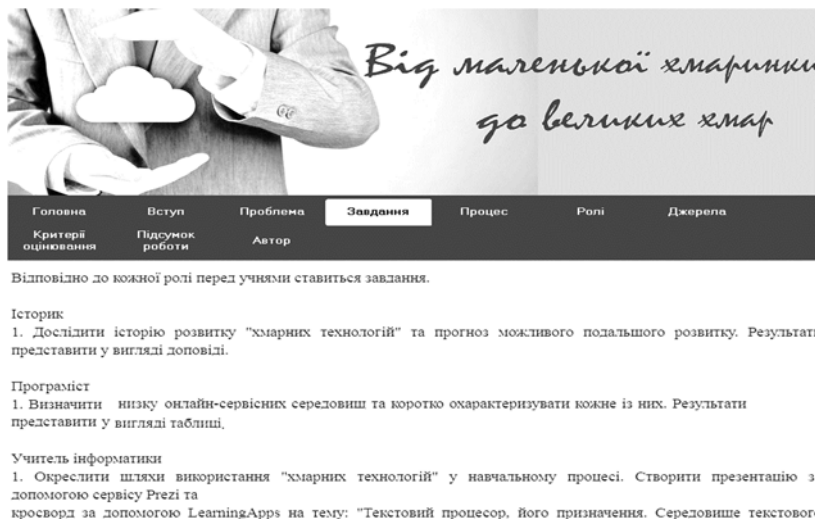 Від маленької хмаринки
до великих хмар
Головна Вступ Проблема Завдання Процес Ролі Джерела
Критерії оцінювання Підсумок роботи Автор
Відповідно до кожної ролі перед учнями ставиться завдання.
Історик
1. Дослідити історію розвитку "хмарних технологій" та прогноз можливого подальшого розвитку. Результати
представити у вигляді доповіді.
Програміст
1. Визначити низку онлайн-сервісних середовиш та коротко охарактеризувати кожне із них. Результати
представити у вигляді таблиці.
Учитель інформатики
1. Окреслити шляхи використання "хмарних технологій" у навчальному процесі. Створити презентацію з
допомогою сервісу Prezi та
кросворд за допомогою LearningApps на тему: "Текстовий процесор, його призначення. Середовище текстового